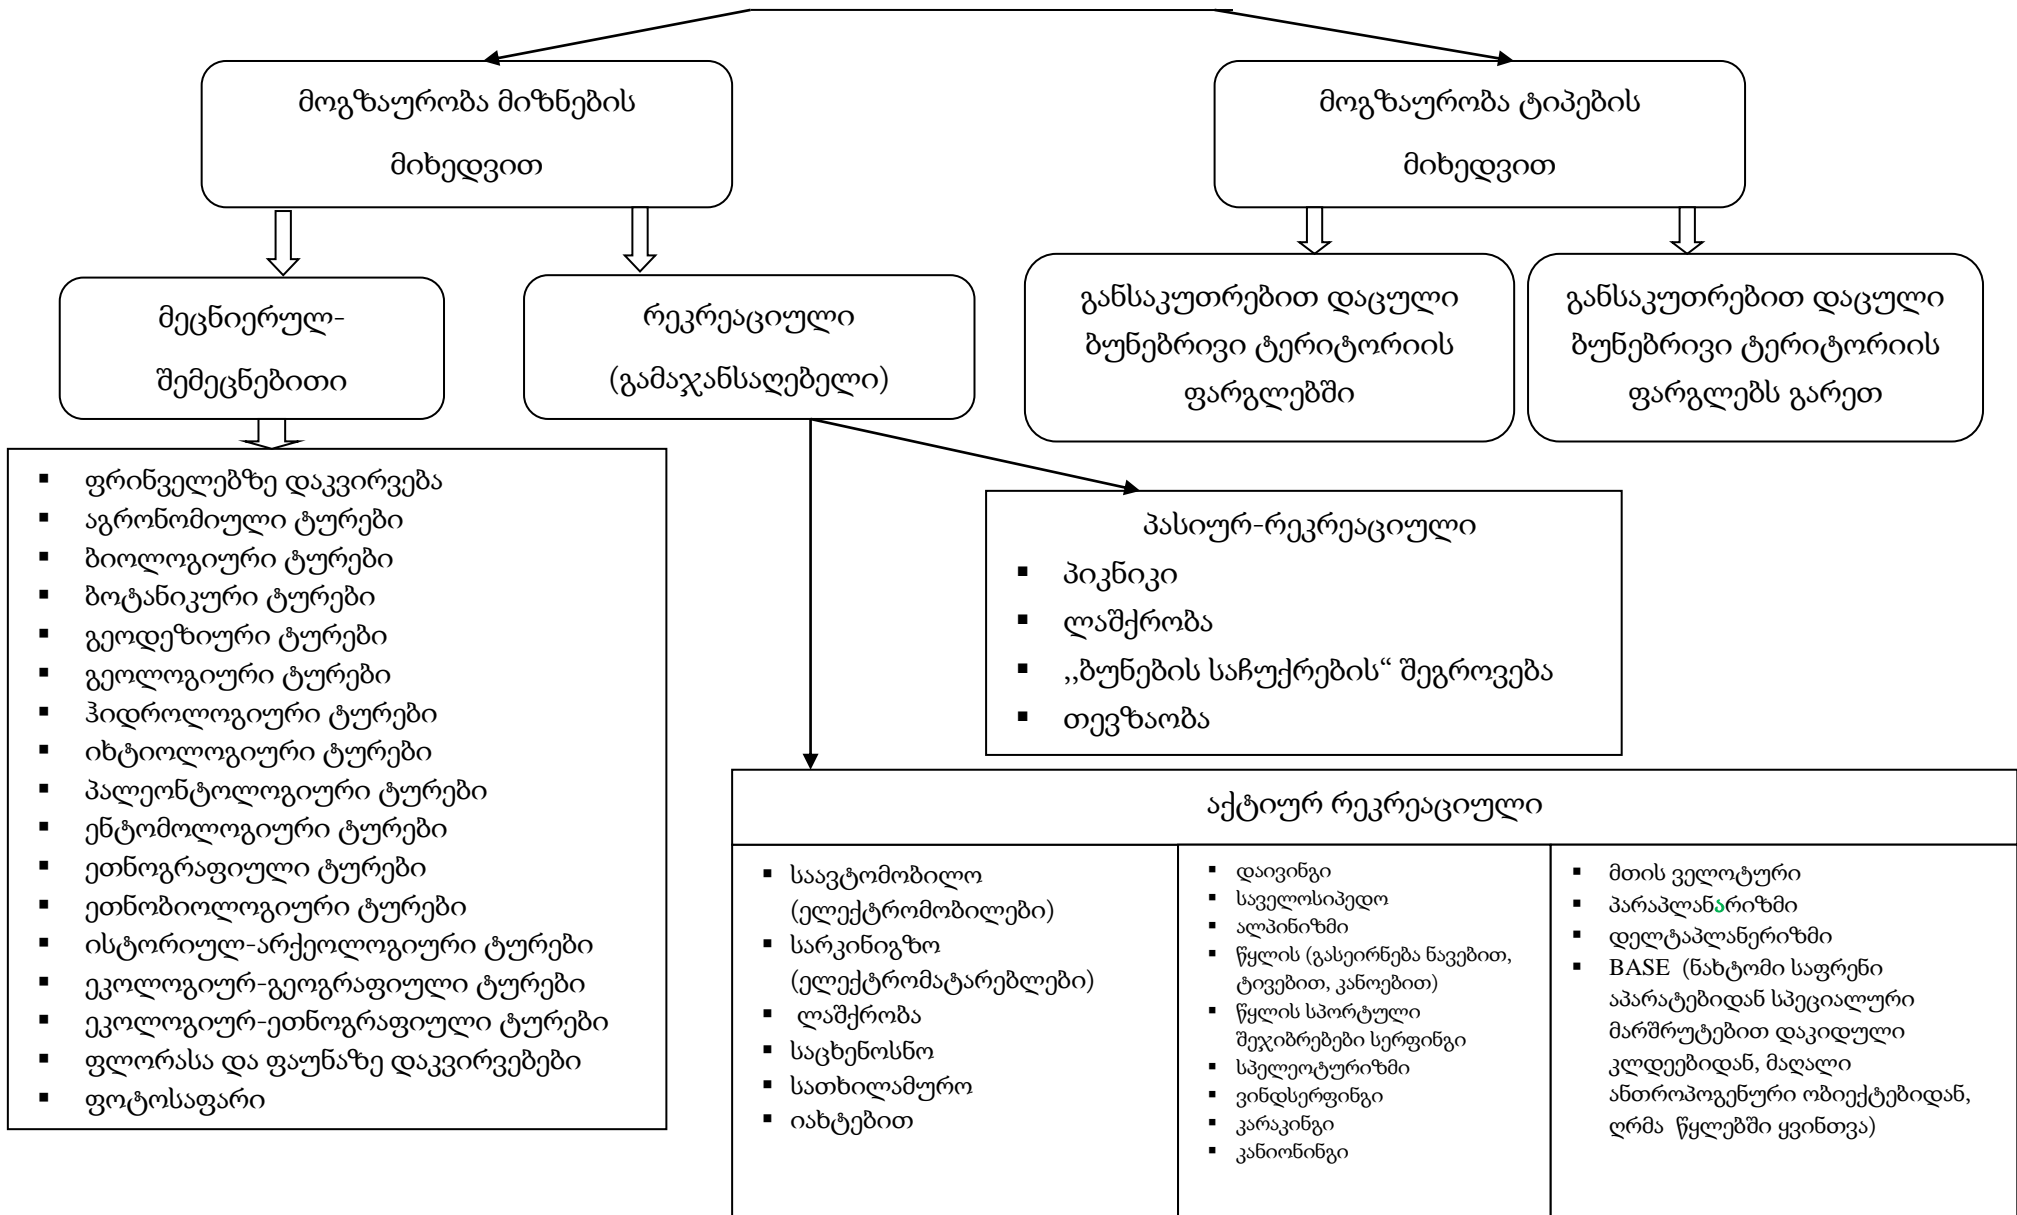 მოგზაურობა მიზნების
მიხედვით
მოგზაურობა ტიპების
მიხედვით
მეცნიერულ-
შემეცნებითი
რეკრეაციული
(გამაჯანსაღებელი)
განსაკუთრებით დაცული
ბუნებრივი ტერიტორიის
ფარგლებში
განსაკუთრებით დაცული
ბუნებრივი ტერიტორიის
ფარგლებს გარეთ
▪ ფრინველებზე დაკვირვება
▪ აგრონომიული ტურები
▪ ბიოლოგიური ტურები
▪ ბოტანიკური ტურები
▪ გეოდეზიური ტურები
▪ გეოლოგიური ტურები
▪ ჰიდროლოგიური ტურები
▪ იხტიოლოგიური ტურები
▪ პალეონტოლოგიური ტურები
▪ ენტომოლოგიური ტურები
▪ ეთნოგრაფიული ტურები
▪ ეთნობიოლოგიური ტურები
▪ ისტორიულ-არქეოლოგიური ტურები
▪ ეკოლოგიურ-გეოგრაფიული ტურები
▪ ეკოლოგიურ-ეთნოგრაფიული ტურები
▪ ფლორასა და ფაუნაზე დაკვირვებები
▪ ფოტოსაფარი
პასიურ-რეკრეაციული
▪ პიკნიკი
▪ ლაშქრობა
▪ ,,ბუნების საჩუქრების“ შეგროვება
▪ თევზაობა
აქტიურ რეკრეაციული
▪ საავტომობილო
(ელექტრომობილები)
▪ სარკინიგზო
(ელექტრომატარებლები)
▪ ლაშქრობა
▪ საცხენოსნო
▪ სათხილამურო
▪ იახტებით
▪ დაივინგი
▪ საველოსიპედო
▪ ალპინიზმი
▪ წყლის (გასეირნება ნავებით,
ტივებით, კანოებით)
▪ წყლის სპორტული
შეჯიბრებები სერფინგი
▪ სპელეოტურიზმი
▪ ვინდსერფინგი
▪ კარაკინგი
▪ კანიონინგი
▪ მთის ველოტური
▪ პარაპლანარიზმი
▪ დელტაპლანერიზმი
▪ BASE (ნახტომი საფრენი
აპარატებიდან სპეციალური
მარშრუტებით დაკიდული
კლდეებიდან, მაღალი
ანთროპოგენური ობიექტებიდან,
ღრმა წყლებში ყვინთვა)